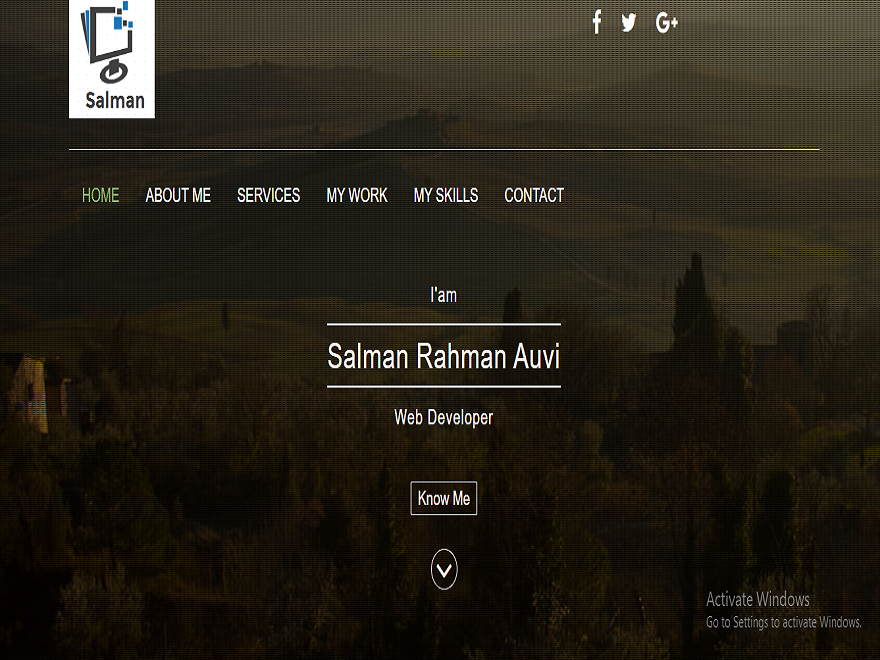 Salman
HOME ABOUT ME SERVICES MY WORK MY SKILLS CONTACT
I'am
Salman Rahman Auvi
Web Developer
Know Me
Activate Windows
Go to Settings to activate Windows.